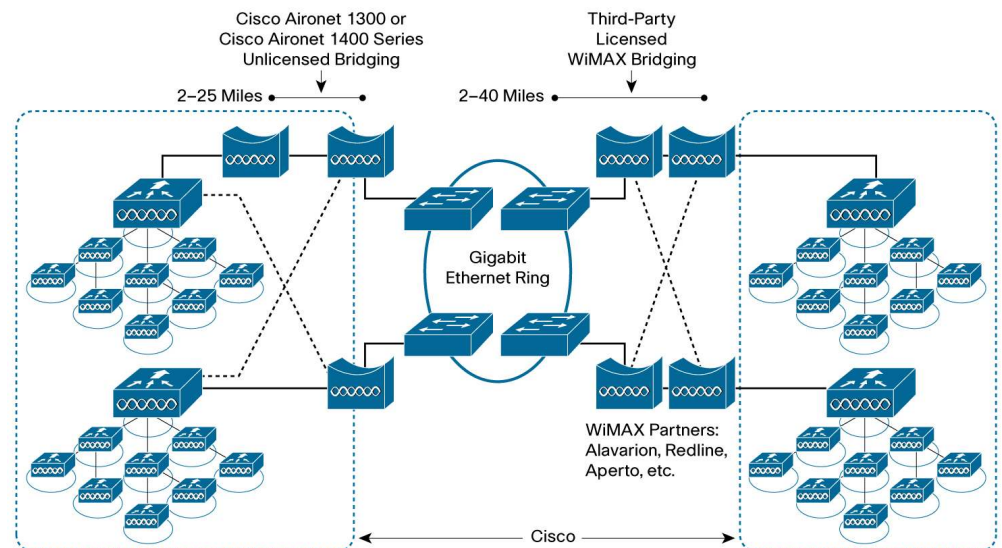 Cisco Aironet 1300 or
Cisco Aironet 1400 Series
Unlicensed Bridging
2–25 Miles
Third-Party
Licensed
WiMAX Bridging
2–40 Miles
Gigabit
Ethernet Ring
WiMAX Partners:
Alavarion, Redline,
Aperto, etc.
Cisco